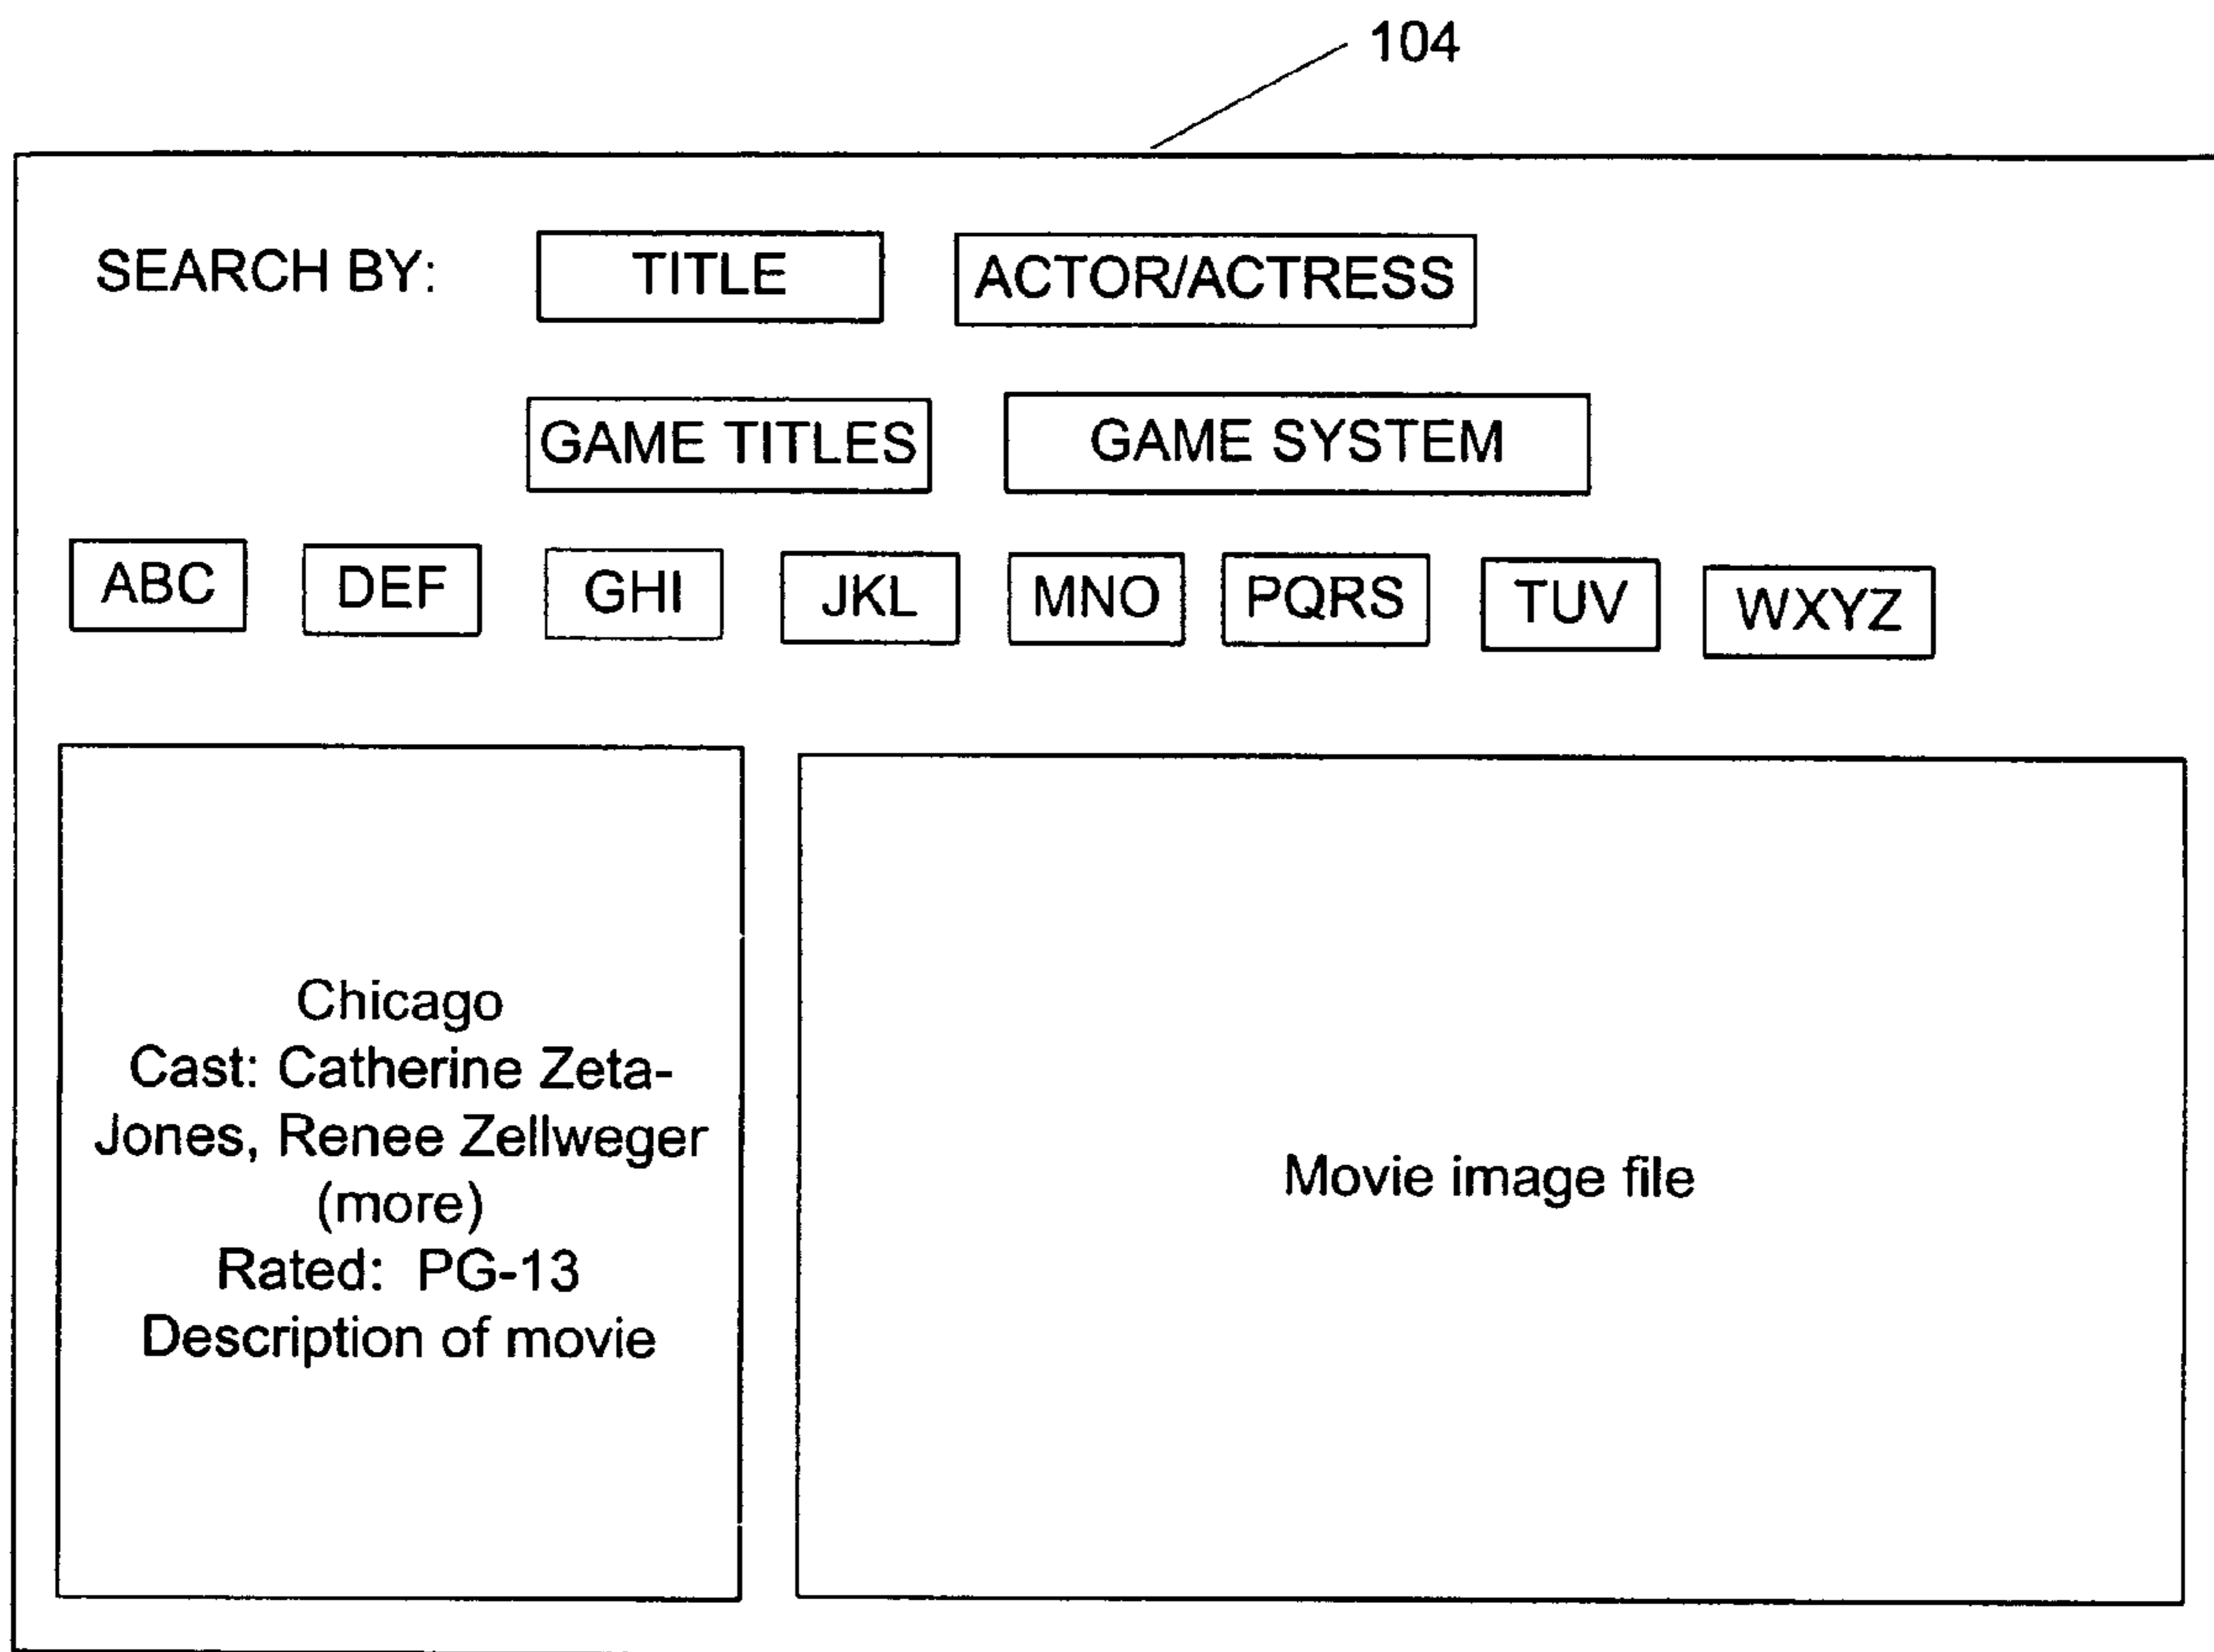 104
SEARCH BY: TITLE ACTOR/ACTRESS
GAME TITLES GAME SYSTEM
ABC DEF GHI JKL MNO PQRS TUV WXYZ
Chicago
Cast: Catherine Zeta-
Jones, Renee Zellweger
(more)
Rated: PG-13
Description of movie
Movie image file